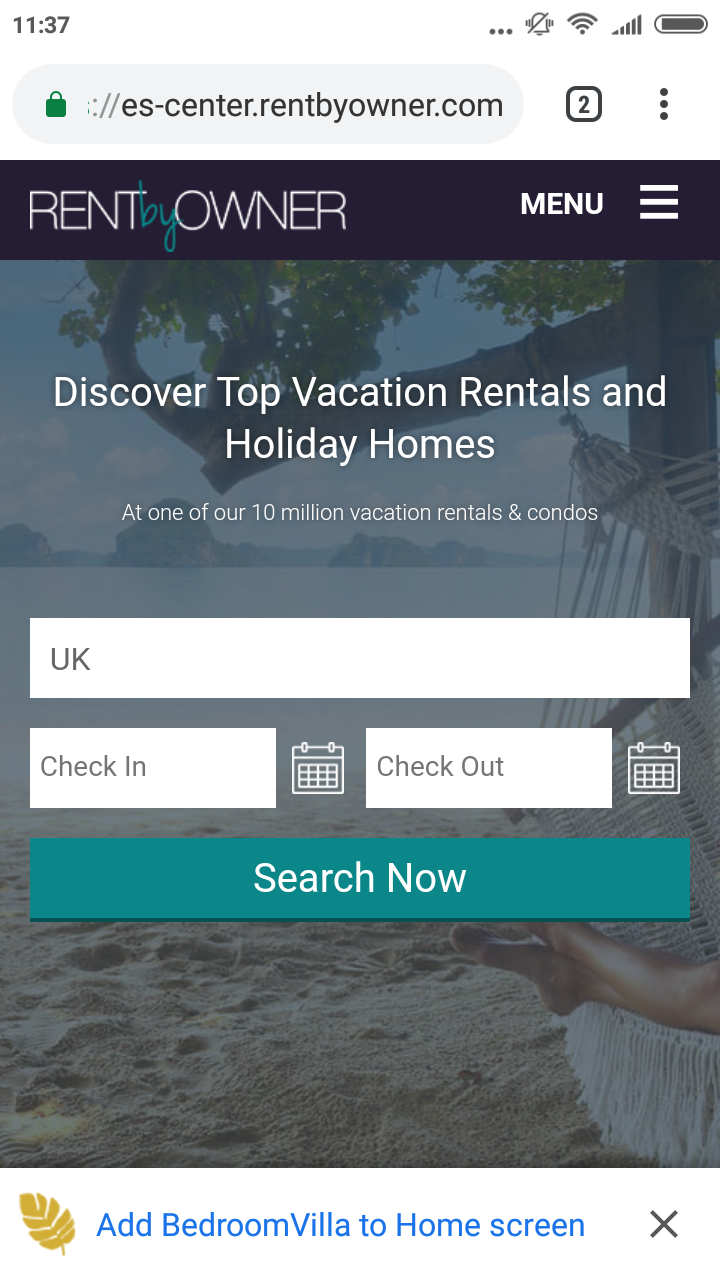 11:37
://es-center.rentbyowner.com
2
RENTbyOWNER
MENU
Discover Top Vacation Rentals and
Holiday Homes
At one of our 10 million vacation rentals & condos
UK
Check In
Check Out
Search Now
Add BedroomVilla to Home screen